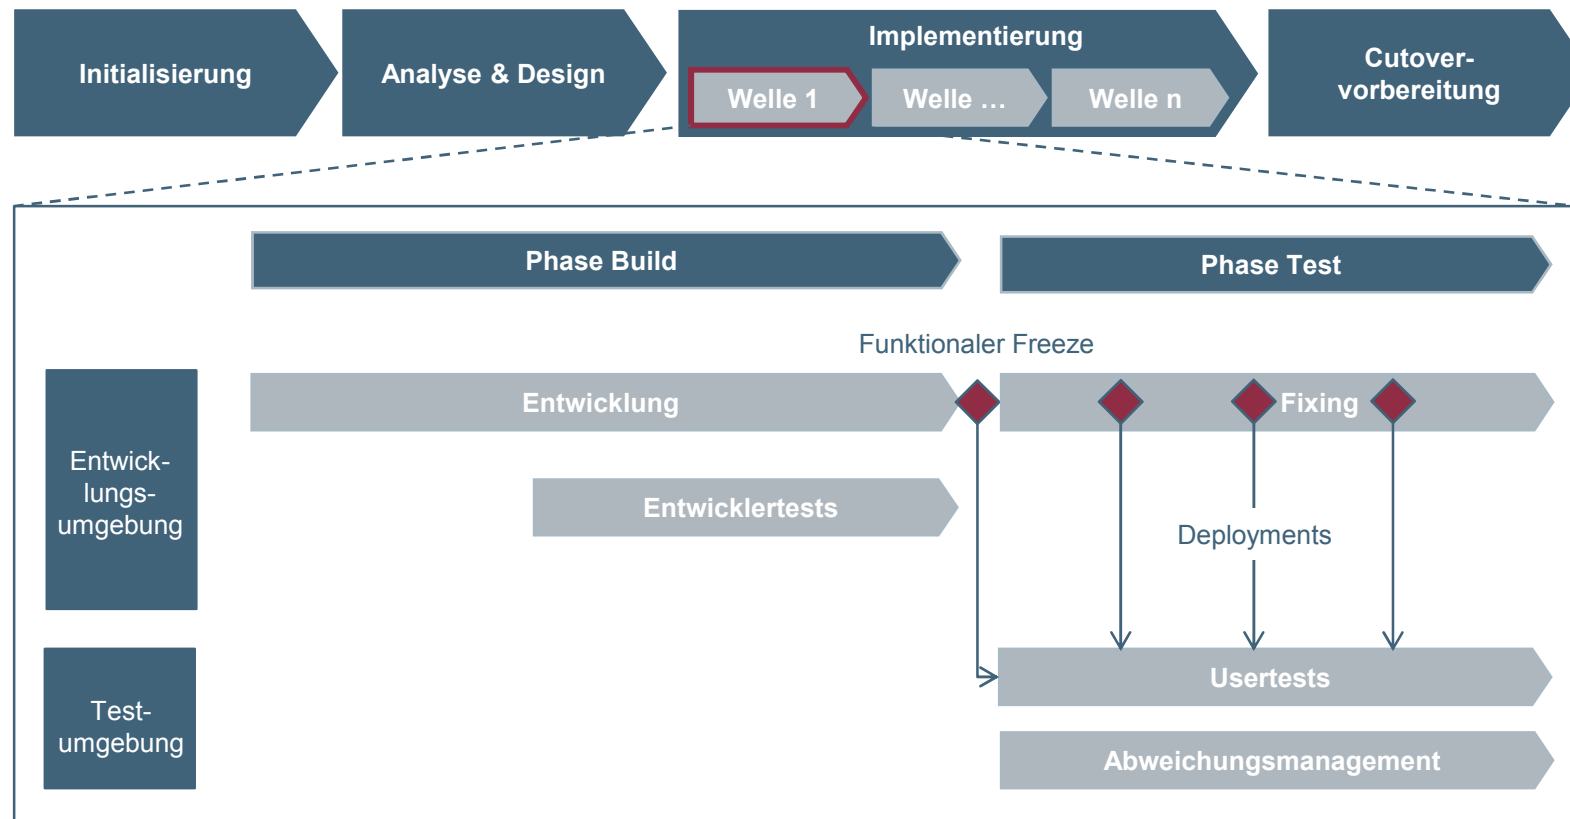 Initialisierung
Analyse & Design
Implementierung
Welle 1
Welle ...
Welle n
Cutover-
vorbereitung
Phase Build
Phase Test
Funktionaler Freeze
Entwick-
lungs-
umgebung
Entwicklung
Fixing
Entwicklertests
Deployments
Test-
umgebung
Usertests
Abweichungsmanagement